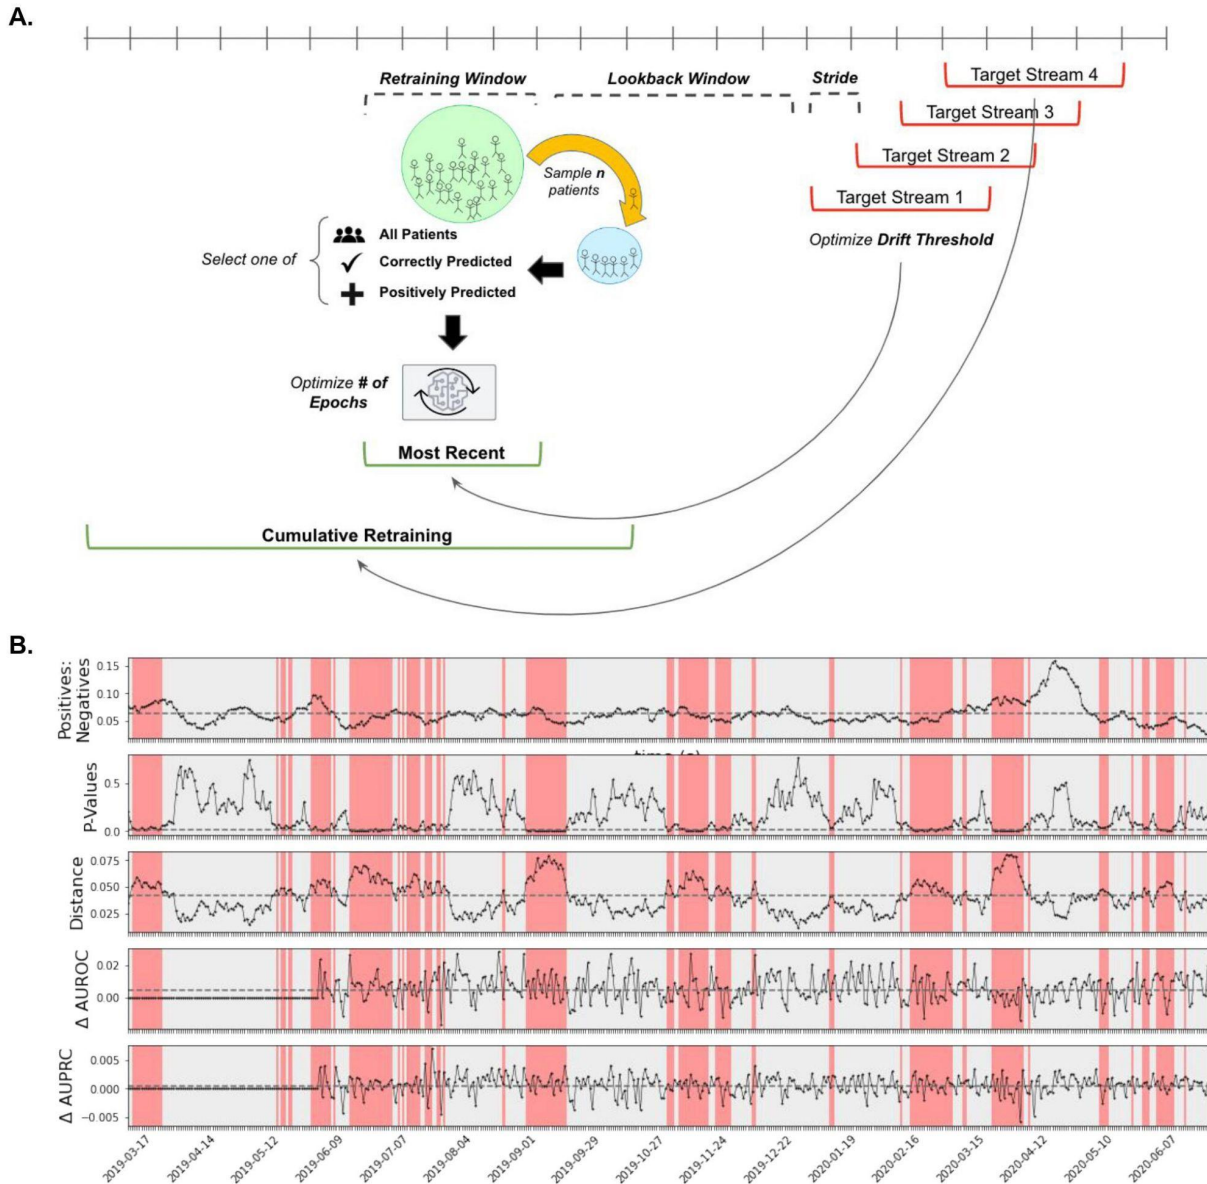 A.
Retraining Window
Lookback Window
Stride
Target Stream 4
Target Stream 3
Target Stream 2
Target Stream 1
Sample n
patients
Optimize Drift Threshold
Select one of
All Patients
Correctly Predicted
Positively Predicted
Optimize # of
Epochs
Most Recent
Cumulative Retraining
B.
Positives:
Negatives
0.15
0.10
0.05
P-Values
0.5
0.0
Distance
0.075
0.050
0.025
Δ AUROC
0.02
0.00
Δ AUPRC
0.005
0.000
−0.005
2019-03-17
2019-04-14
2019-05-12
2019-06-09
2019-07-07
2019-08-04
2019-09-01
2019-09-29
2019-10-27
2019-11-24
2019-12-22
2020-01-19
2020-02-16
2020-03-15
2020-04-12
2020-05-10
2020-06-07